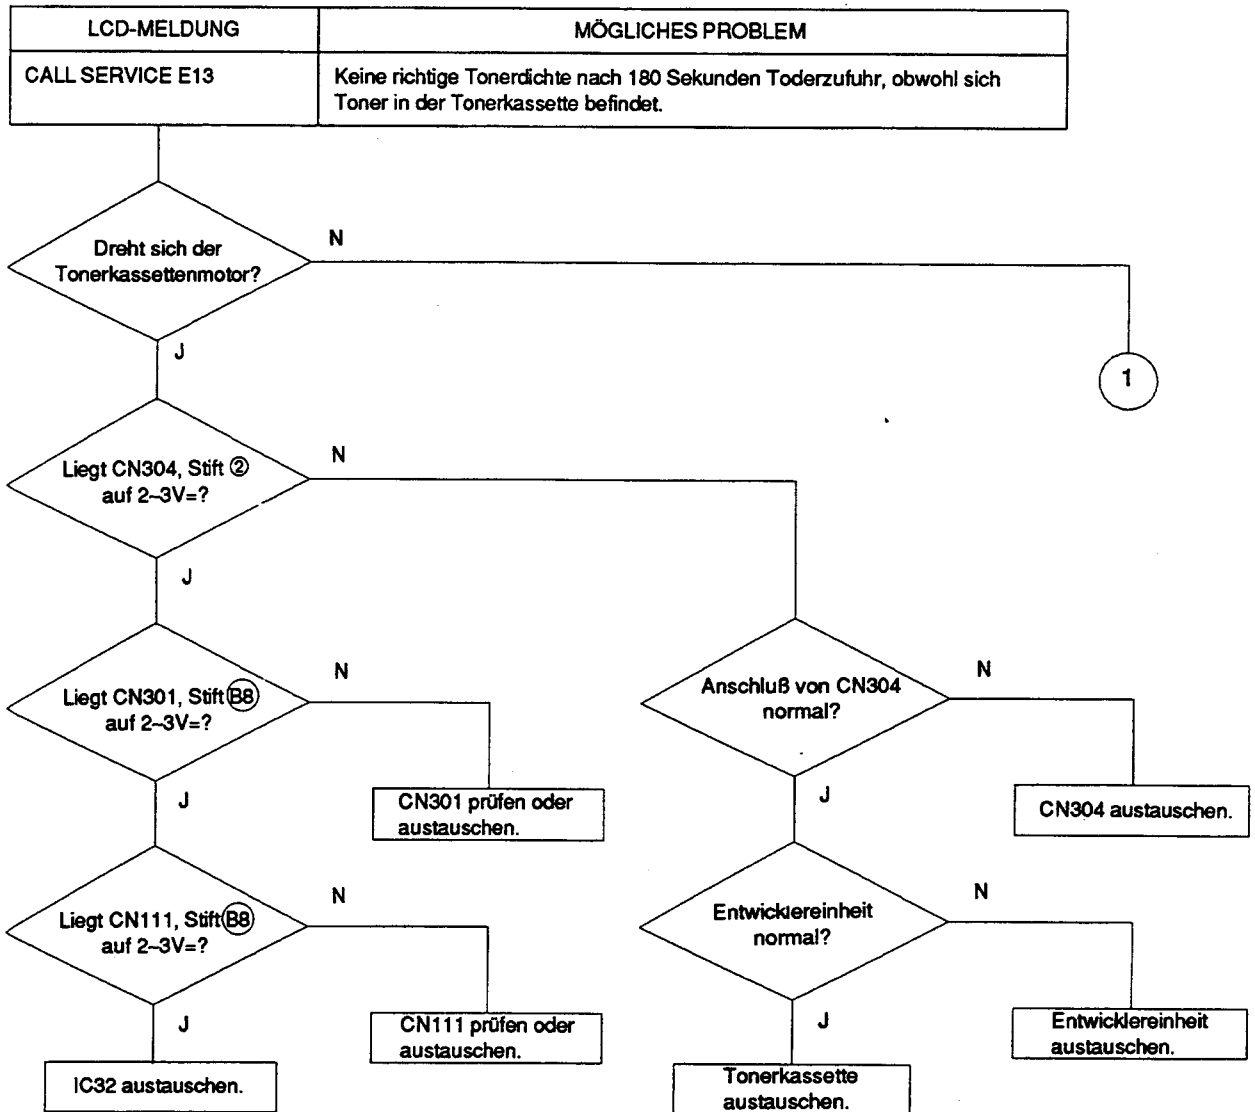 LCD-MELDUNG
MÖGLICHES PROBLEM
CALL SERVICE E13
Keine richtige Tonerdichte nach 180 Sekunden Toderzufuhr, obwohl sich
Toner in der Tonerkassette befindet.
Dreht sich der
Tonerkassettenmotor?
N
J
1
Liegt CN304, Stift ②
auf 2~3V=?
N
J
Liegt CN301, Stift B8
auf 2~3V=?
N
J
Anschluß von CN304
normal?
N
J
CN301 prüfen oder
austauschen.
CN304 austauschen.
Liegt CN111, Stift B8
auf 2~3V=?
N
J
Entwicklereinheit
normal?
N
J
CN111 prüfen oder
austauschen.
Entwicklereinheit
austauschen.
IC32 austauschen.
Tonerkassette
austauschen.